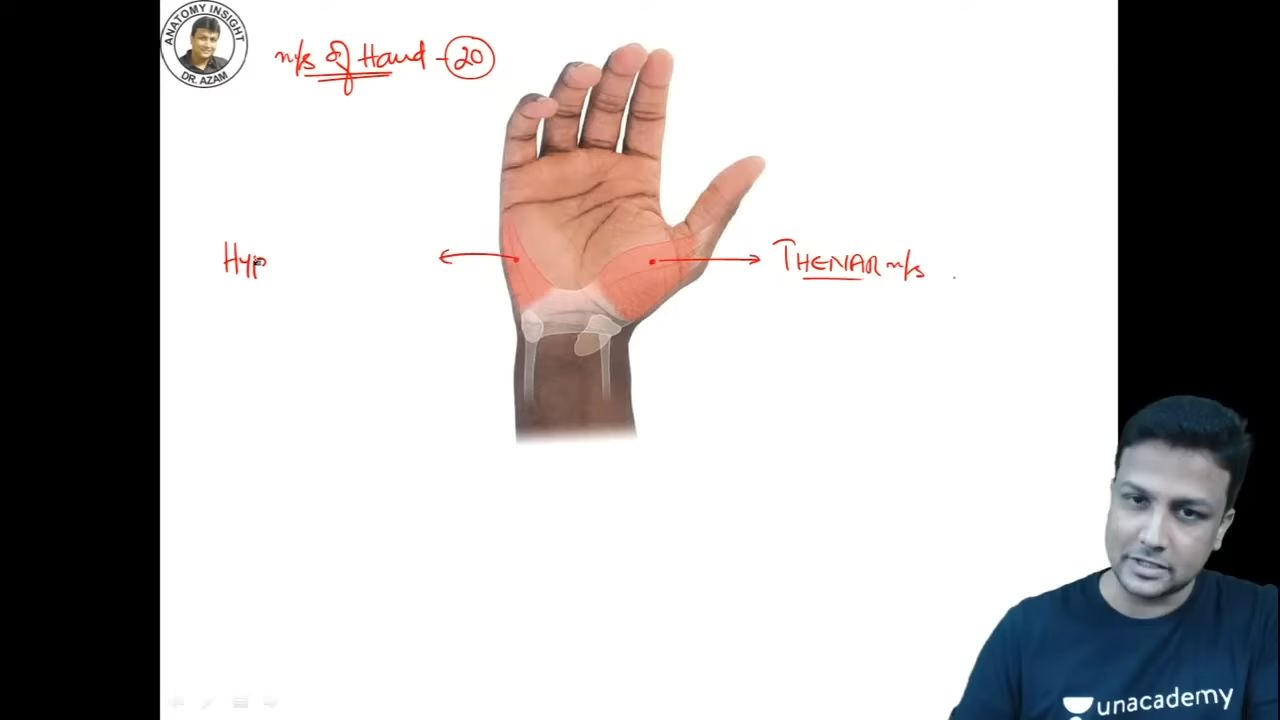 ANATOMY INSIGHT
DR. AZAM
m/s of Hand - 20
Hyp
THENAR m/s
unacademy